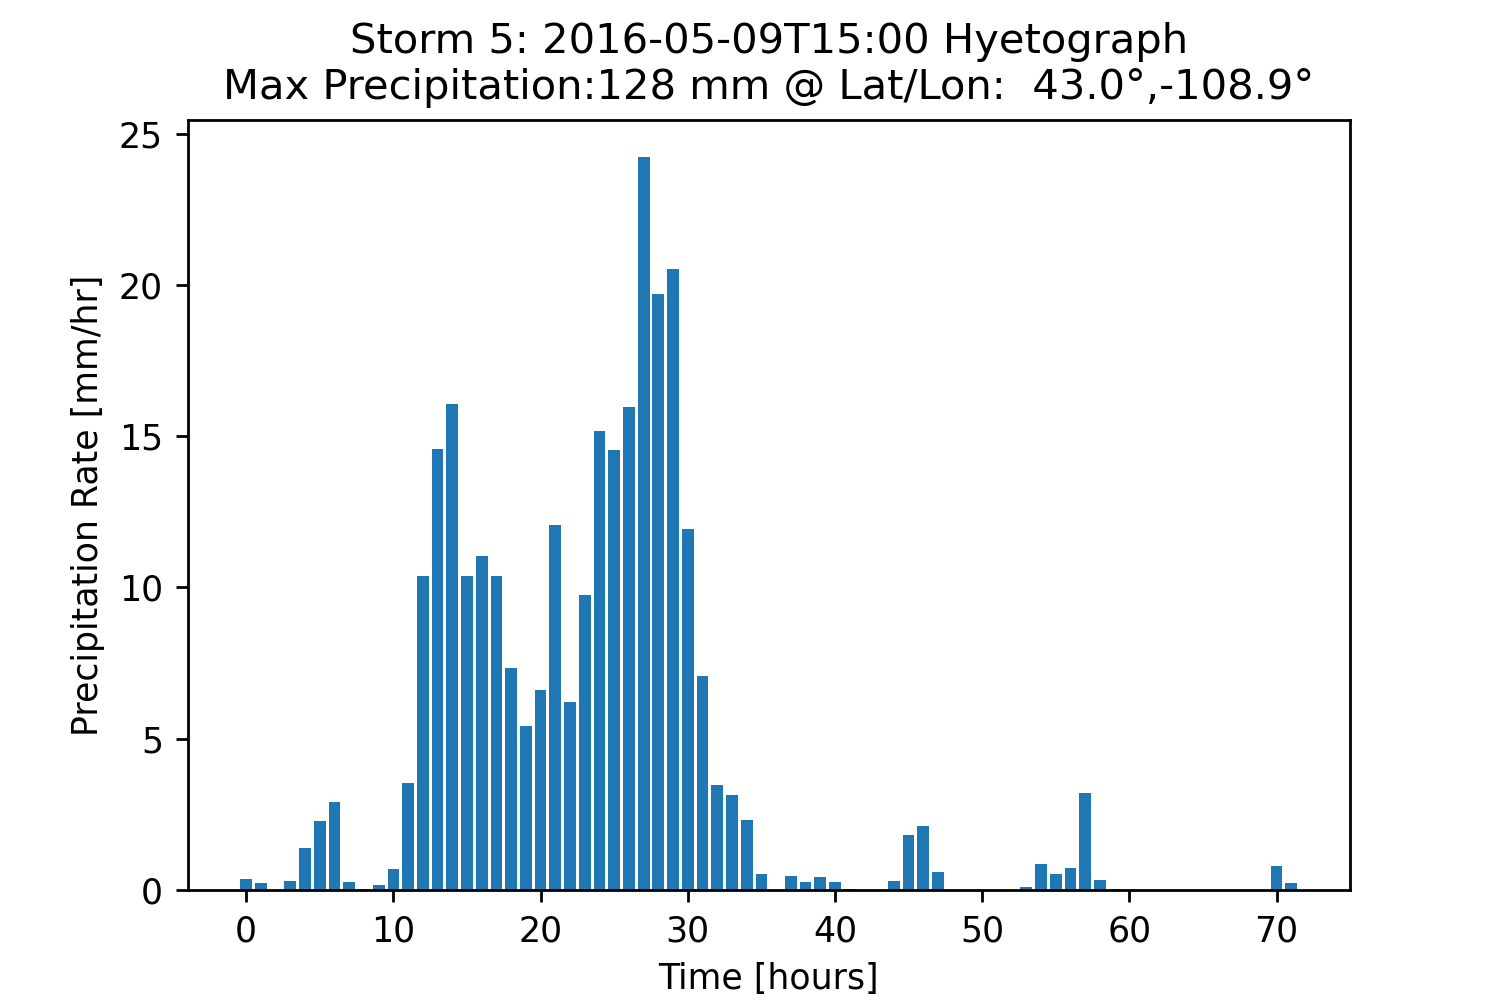 Storm 5: 2016-05-09T15:00 Hyetograph
Max Precipitation:128 mm @ Lat/Lon:  43.0°,-108.9°
25
20
15
10
5
0
Precipitation Rate [mm/hr]
0 10 20 30 40 50 60 70
Time [hours]